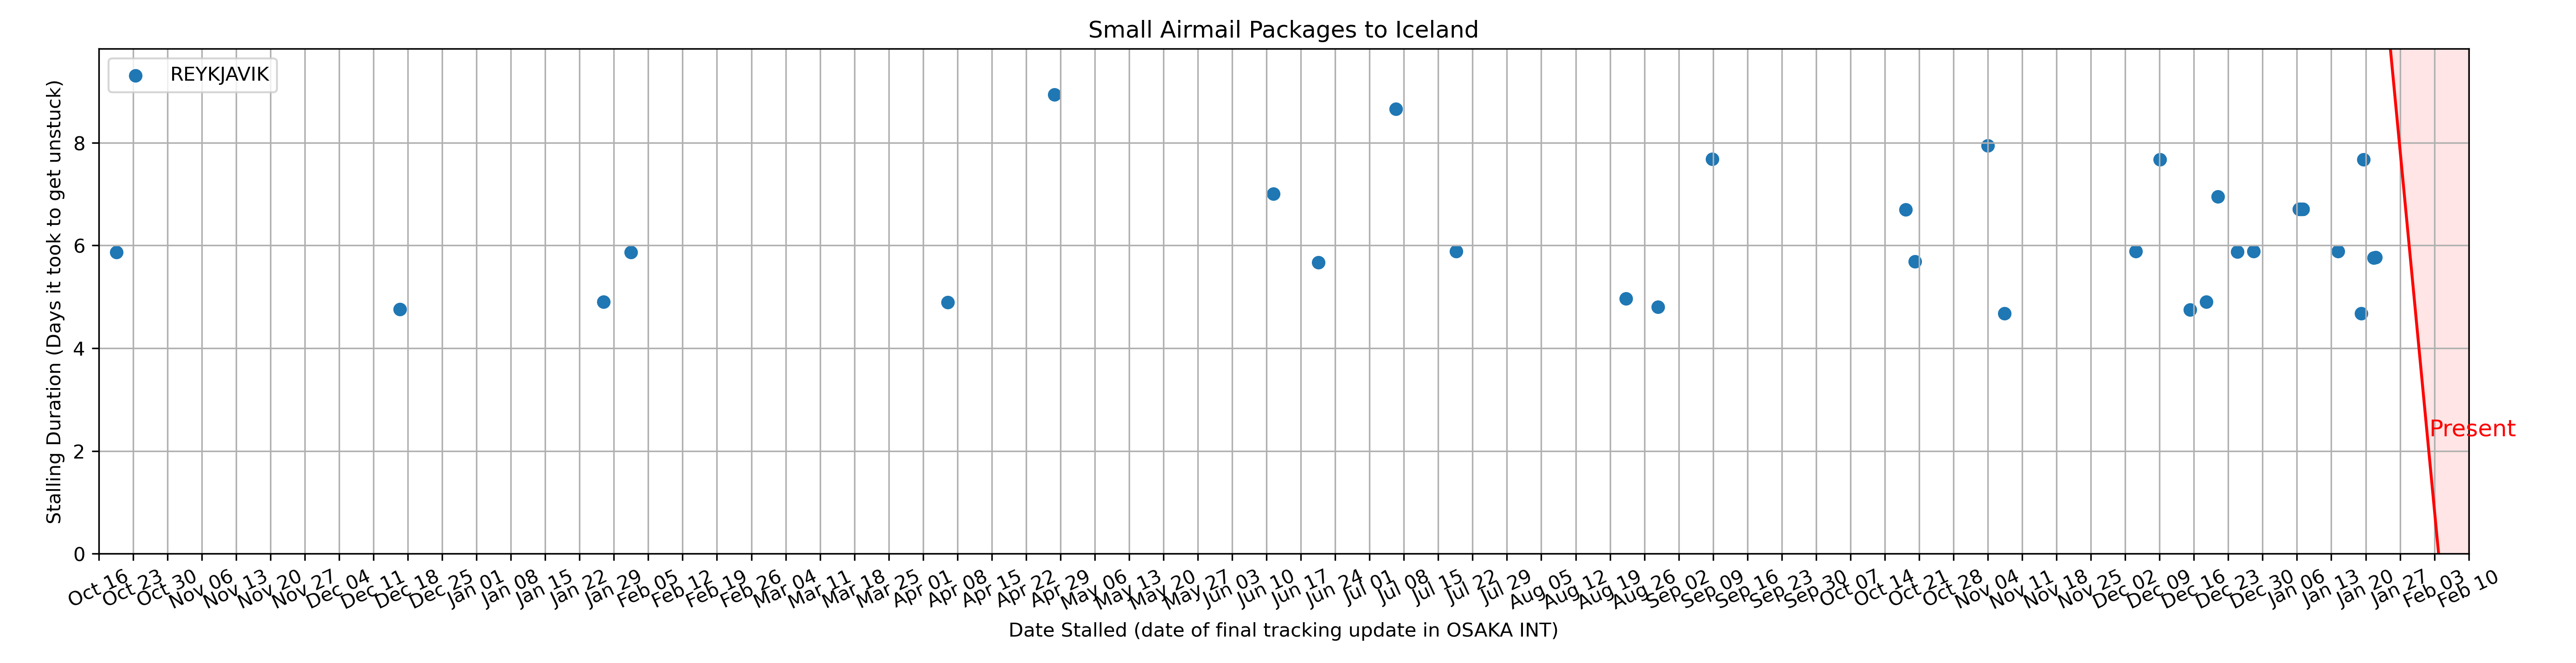 Small Airmail Packages to Iceland
REYKJAVIK
Stalling Duration (Days it took to get unstuck)
8
6
4
2
0
Present
Oct 16
Oct 23
Oct 30
Nov 06
Nov 13
Nov 20
Nov 27
Dec 04
Dec 11
Dec 18
Dec 25
Jan 01
Jan 08
Jan 15
Jan 22
Jan 29
Feb 05
Feb 12
Feb 19
Feb 26
Mar 04
Mar 11
Mar 18
Mar 25
Apr 01
Apr 08
Apr 15
Apr 22
Apr 29
May 06
May 13
May 20
May 27
Jun 03
Jun 10
Jun 17
Jun 24
Jul 01
Jul 08
Jul 15
Jul 22
Jul 29
Aug 05
Aug 12
Aug 19
Aug 26
Sep 02
Sep 09
Sep 16
Sep 23
Sep 30
Oct 07
Oct 14
Oct 21
Oct 28
Nov 04
Nov 11
Nov 18
Nov 25
Dec 02
Dec 09
Dec 16
Dec 23
Dec 30
Jan 06
Jan 13
Jan 20
Jan 27
Feb 03
Feb 10
Date Stalled (date of final tracking update in OSAKA INT)